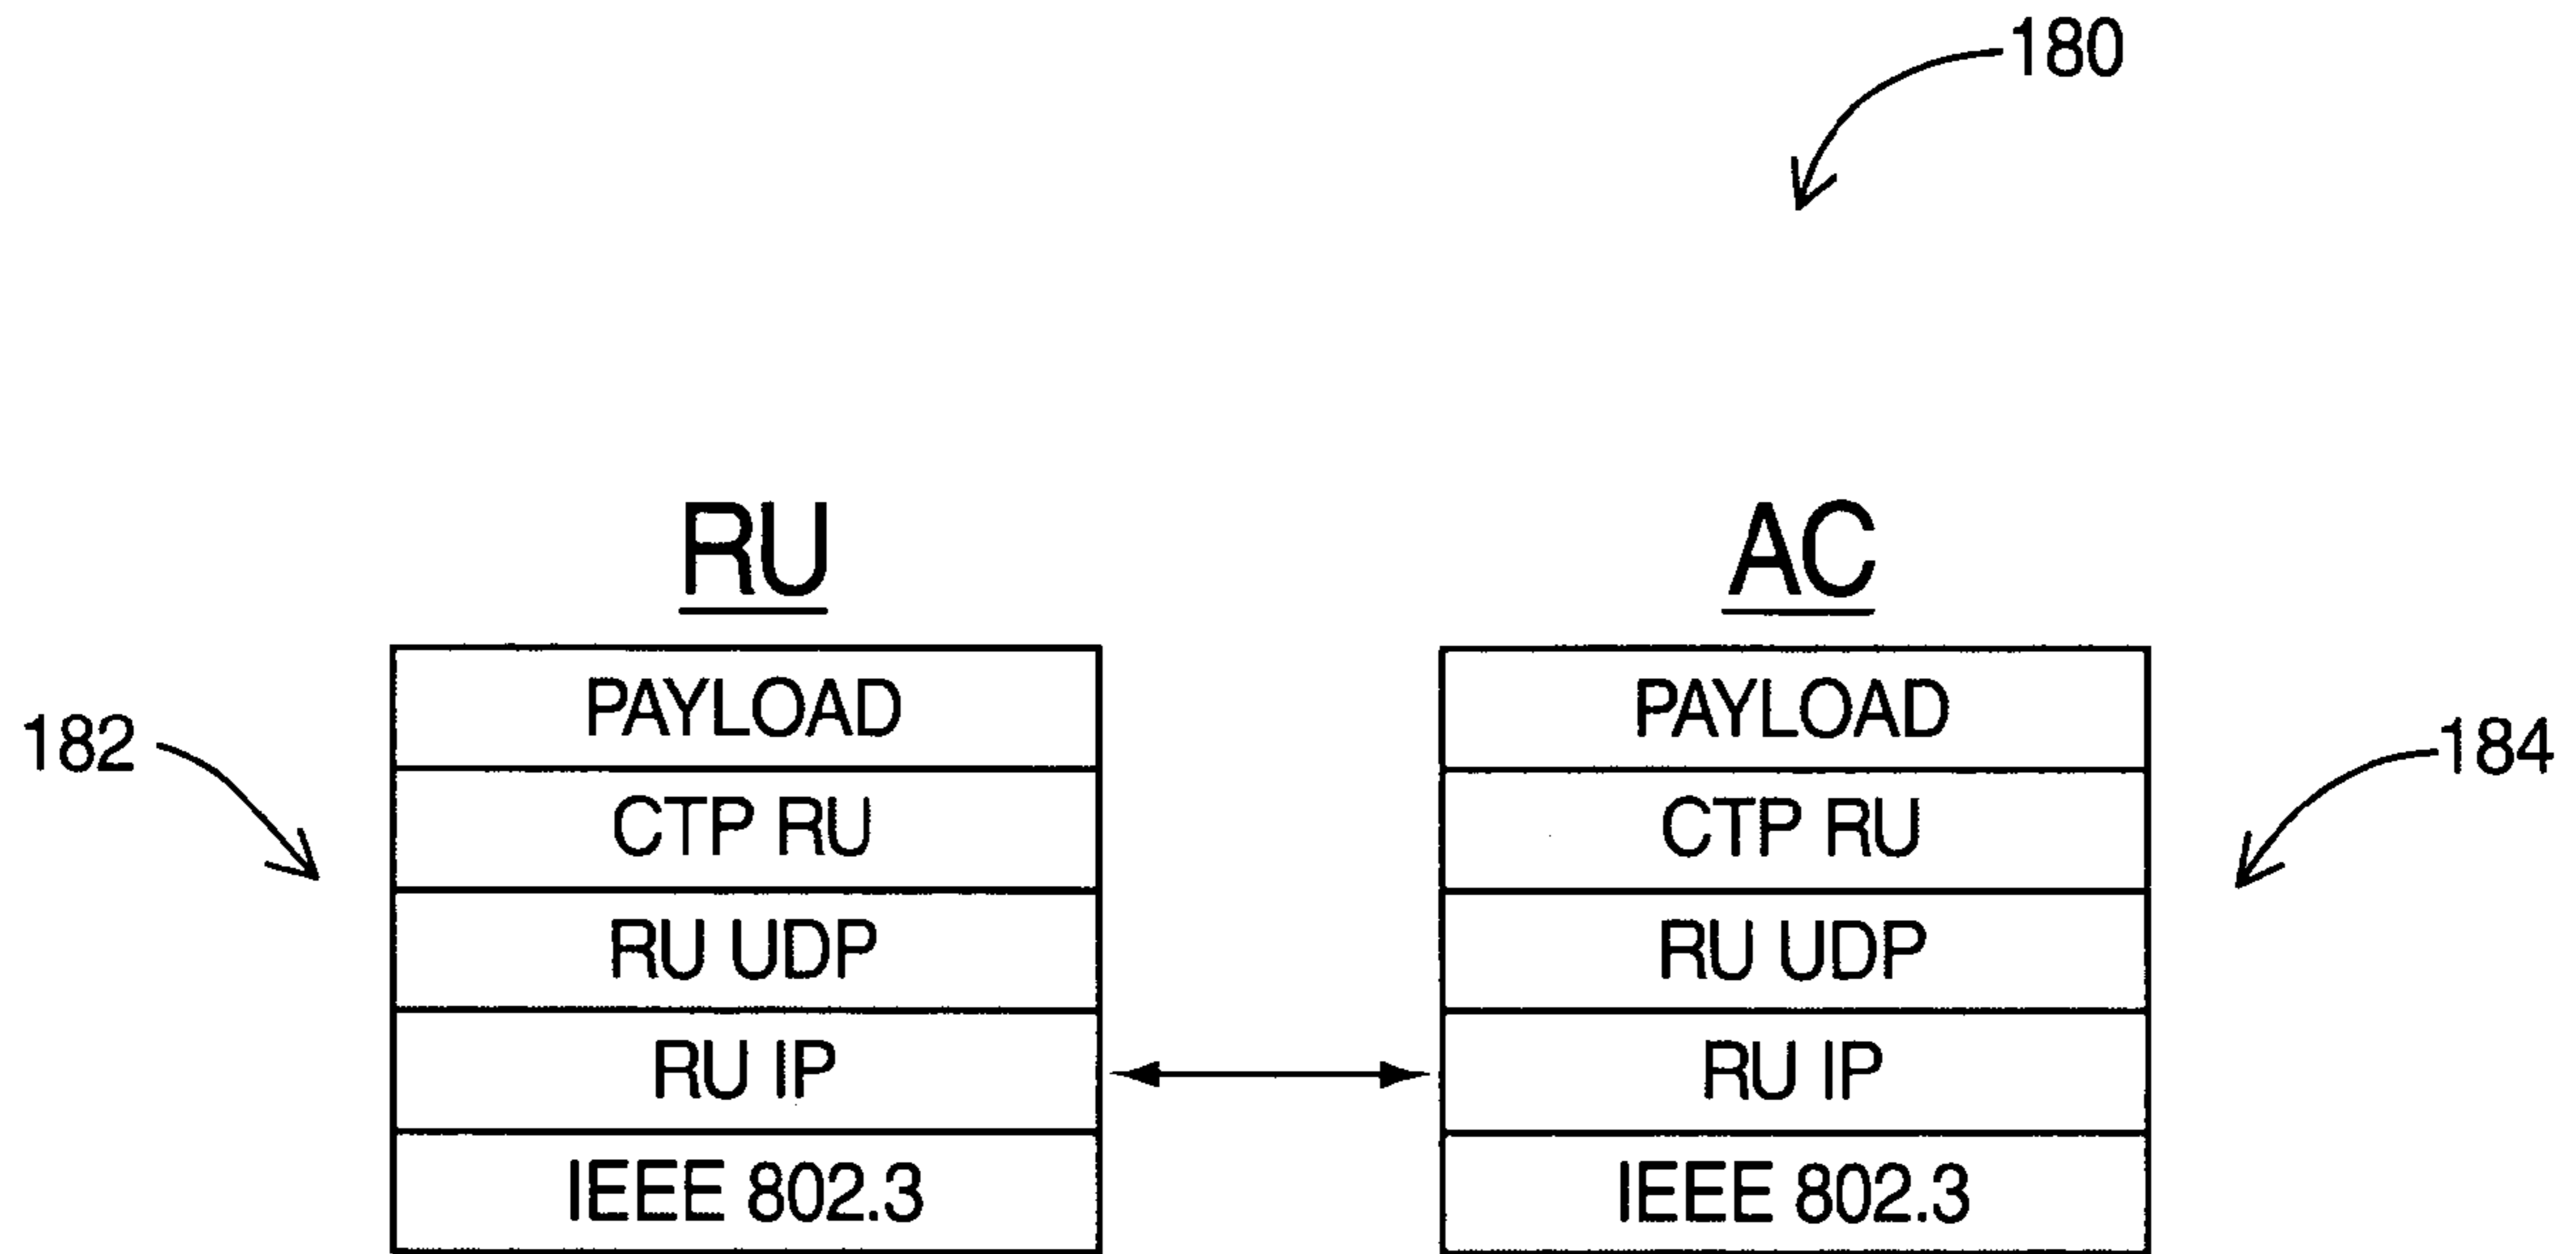 180
RU
AC
182
PAYLOAD
CTP RU
RU UDP
RU IP
IEEE 802.3
PAYLOAD
CTP RU
RU UDP
RU IP
IEEE 802.3
184